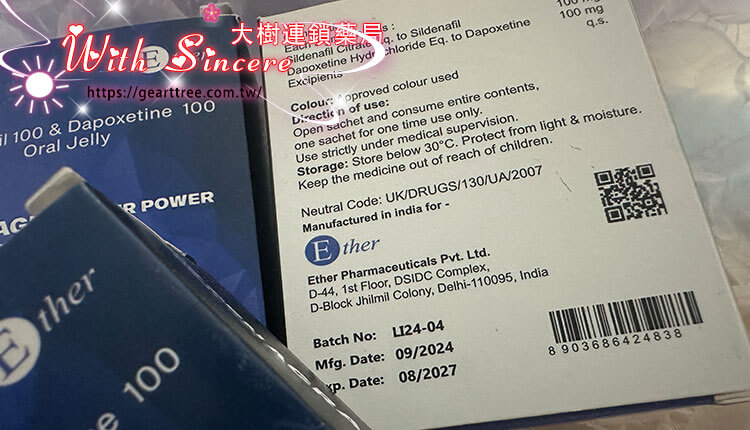 大樹連鎖藥局
With Sincere
https://gearttree.com.tw/
100 & Dapoxetine 100
Oral Jelly
R POWER
Ether
100
Sildenafil Citrate Eq. to Sildenafil 100 mg
Dapoxetine Hydrochloride Eq. to Dapoxetine 100 mg
Excipients q.s.
Colour: Approved colour used
Direction of use:
Open sachet and consume entire contents,
one sachet for one time use only.
Use strictly under medical supervision.
Storage: Store below 30°C. Protect from light & moisture.
Keep the medicine out of reach of children.
Neutral Code: UK/DRUGS/130/UA/2007
Manufactured in india for -
Ether
Ether Pharmaceuticals Pvt. Ltd.
D-44, 1st Floor, DSIDC Complex,
D-Block Jhilmil Colony, Delhi-110095, India
Batch No: LI24-04
Mfg. Date: 09/2024
Exp. Date: 08/2027
8 903686 424838